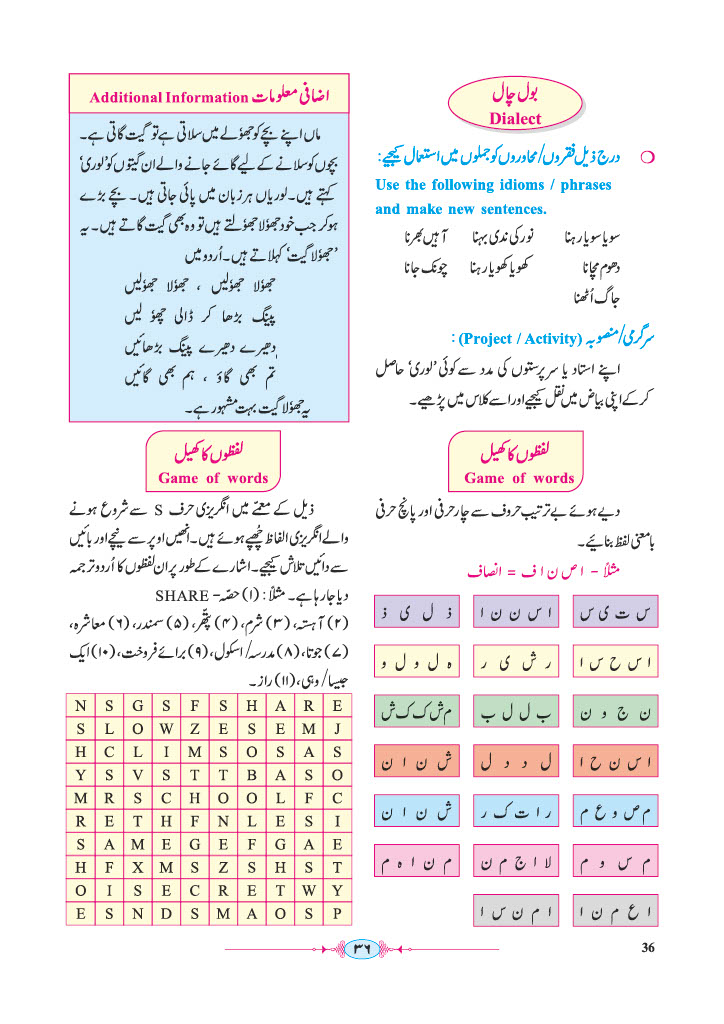 بول چال
Dialect
❍ درج ذیل فقروں/محاوروں کو جملوں میں استعمال کیجیے:
Use the following idioms / phrases
and make new sentences.
سویا سویا رہنا نور کی ندی بہنا آہیں بھرنا
دھوم مچانا کھویا کھویا رہنا چونک جانا
جاگ اُٹھنا
سرگرمی/منصوبہ (Project / Activity) :
اپنے استاد یا سرپرستوں کی مدد سے کوئی ’لوری‘ حاصل
کرکے اپنی بیاض میں نقل کیجیے اور اسے کلاس میں پڑھیے۔
لفظوں کا کھیل
Game of words
دیے ہوئے بے ترتیب حروف سے چار حرفی اور پانچ حرفی
بامعنی لفظ بنائیے۔
مثلاً - ا ص ن ا ف = انصاف
س ت ی س ا س ن ن ا ذ ل ی ذ
ا س ح س ا ر ش ی ر ہ ل و ل و
ن ج و ن ب ل ل ب م ش ک ک ش
ا س ن ح ا ل د د ل ش ن ا ن
م ص و ع م ر ا ت ک ر ش ن ا ن
م س و م ل ا ج م ن م ن ا ہ م
ا ع م ن ا ا م ن س ا
اضافی معلومات Additional Information
ماں اپنے بچے کو جھولے میں سلاتی ہے تو گیت گاتی ہے۔
بچوں کو سلانے کے لیے گائے جانے والے ان گیتوں کو ’لوری‘
کہتے ہیں۔ لوریاں ہر زبان میں پائی جاتی ہیں۔ بچے بڑے
ہوکر جب خود جھولا جھولتے ہیں تو وہ بھی گیت گاتے ہیں۔ یہ
’جھولا گیت‘ کہلاتے ہیں۔ اُردو میں
جھولا جھولیں ، جھولا جھولیں
پینگ بڑھا کر ڈالی چھو لیں
دھیرے دھیرے پینگ بڑھائیں
تم بھی گاؤ ، ہم بھی گائیں
یہ جھولا گیت بہت مشہور ہے۔
لفظوں کا کھیل
Game of words
ذیل کے معمّے میں انگریزی حرف S سے شروع ہونے
والے انگریزی الفاظ چھپے ہوئے ہیں۔ انھیں اوپر سے نیچے اور بائیں
سے دائیں تلاش کیجیے۔ اشارے کے طور پر ان لفظوں کا اُردو ترجمہ
دیا جارہا ہے۔ مثلاً : (۱) حصّہ- SHARE
(۲) آہستہ، (۳) شرم، (۴) پتّھر، (۵) سمندر، (۶) معاشرہ،
(۷) جوتا، (۸) مدرسہ/اسکول، (۹) برائے فروخت، (۱۰) ایک
جیسا/ وہی، (۱۱) راز۔
N S G S F S H A R E
S L O W Z E S E M J
H C L I M S O S A S
Y S V S T T B A S O
M R S C H O O L F C
R E T H F N L E S I
S A M E G E F G A E
H F X M S Z S H S T
O I S E C R E T W Y
E S N D S M A O S P
۳۶
36